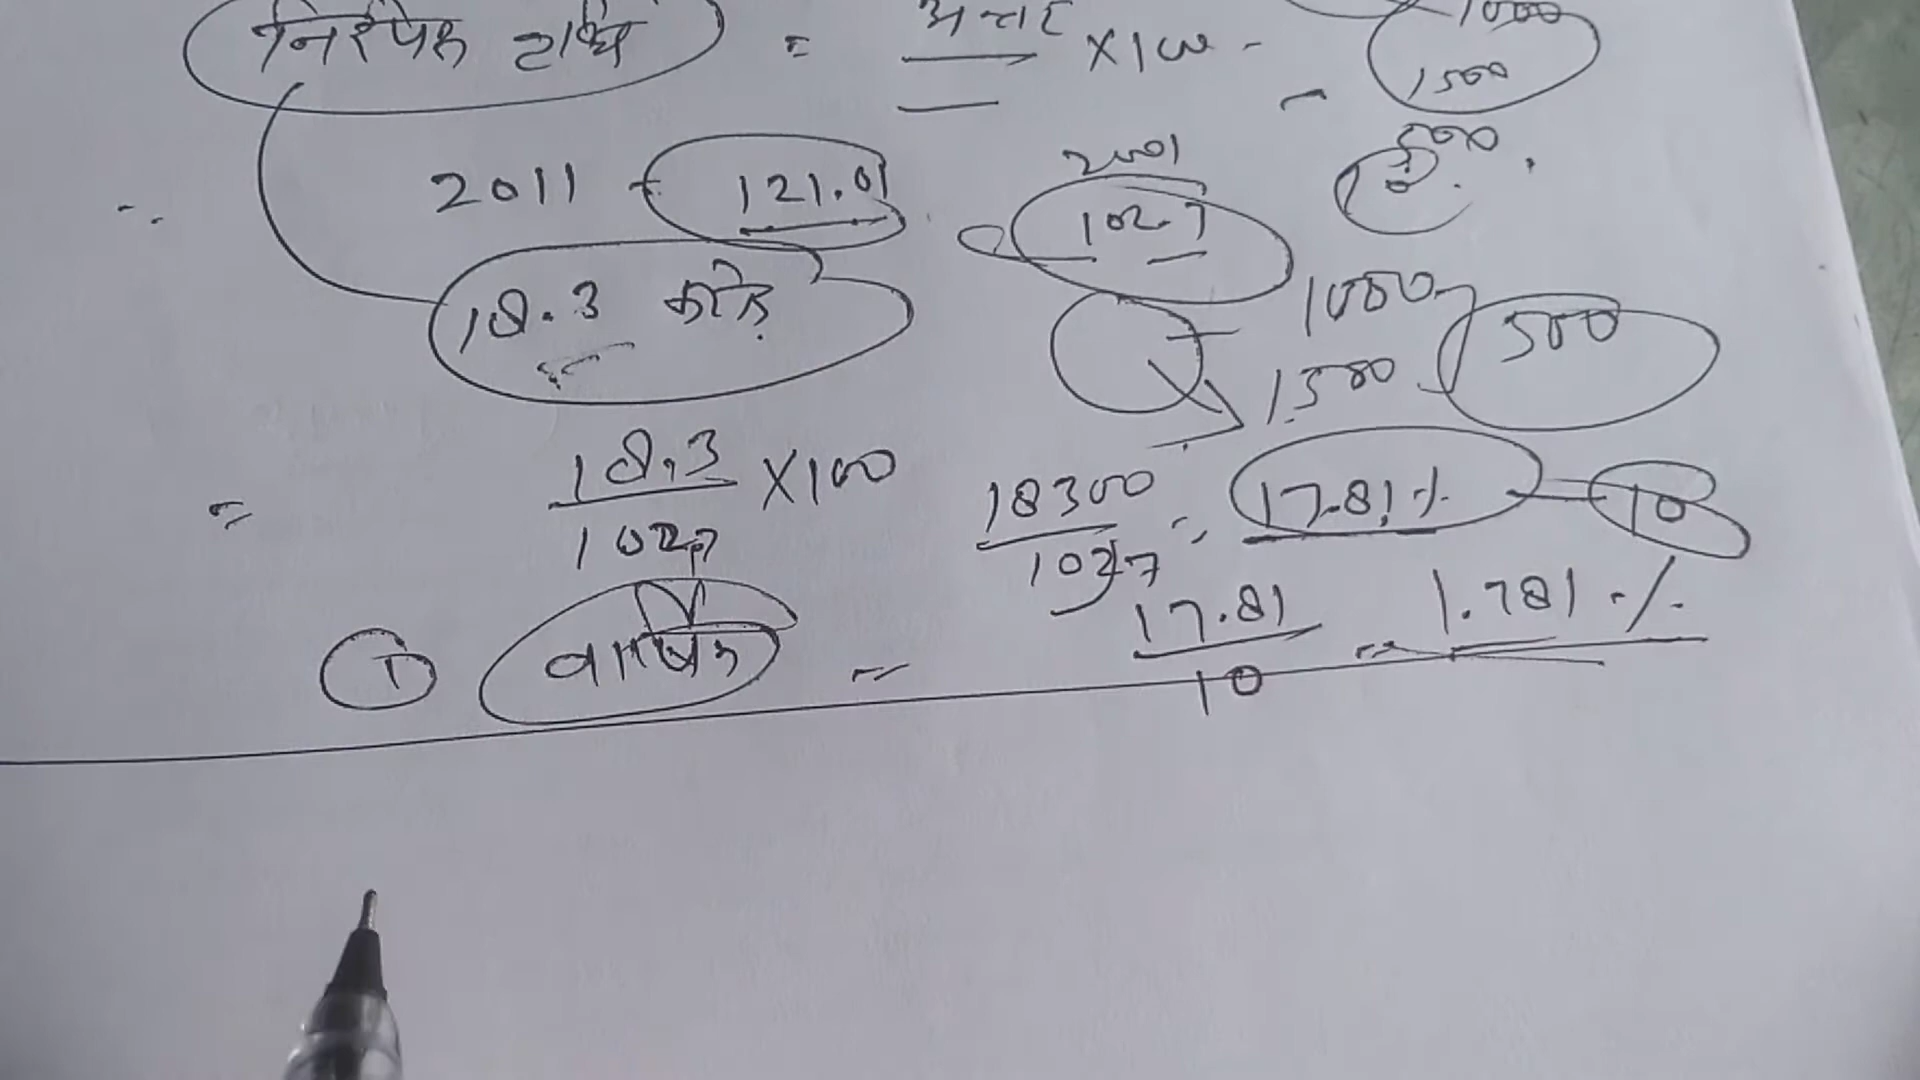 निरपेक्ष वृद्धि = अन्तर × 100 -
1000
1500
500
2011 - 121.01
2001
102.7
18.3 करोड़
1000
1500
500
= 18.3 / 102.7 × 100
18300 / 1027 = 17.81% - 10
① वार्षिक = 17.81 / 10 = 1.781%